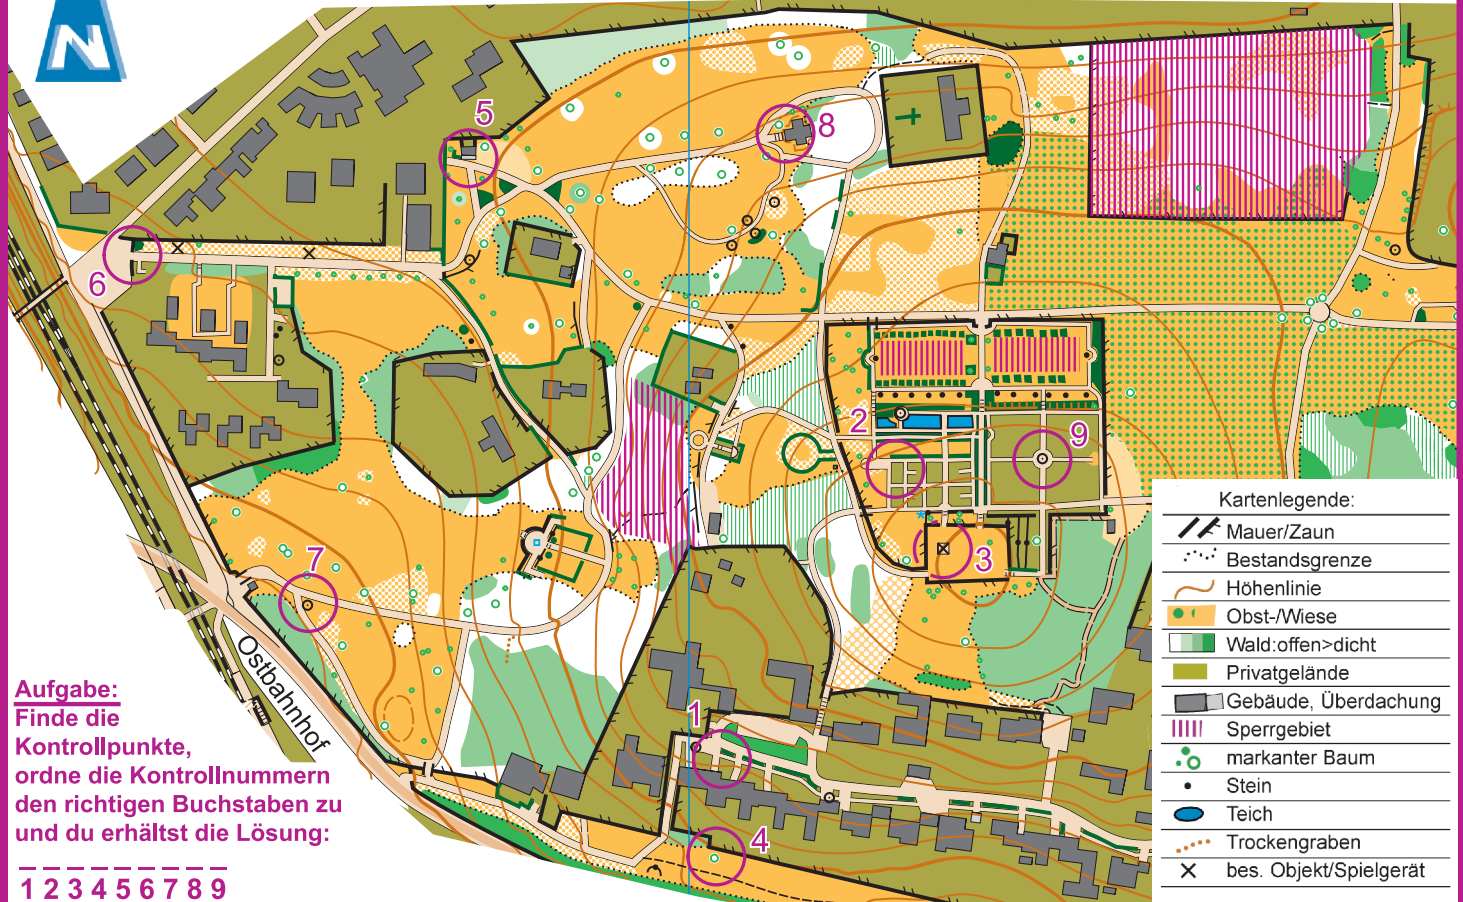 N
5
8
6
2
9
7
3
1
4
Ostbahnhof
Aufgabe:
Finde die
Kontrollpunkte,
ordne die Kontrollnummern
den richtigen Buchstaben zu
und du erhältst die Lösung:
_ _ _ _ _ _ _ _ _
1 2 3 4 5 6 7 8 9
Kartenlegende:
Mauer/Zaun
Bestandsgrenze
Höhenlinie
Obst-/Wiese
Wald:offen>dicht
Privatgelände
Gebäude, Überdachung
Sperrgebiet
markanter Baum
Stein
Teich
Trockengraben
bes. Objekt/Spielgerät